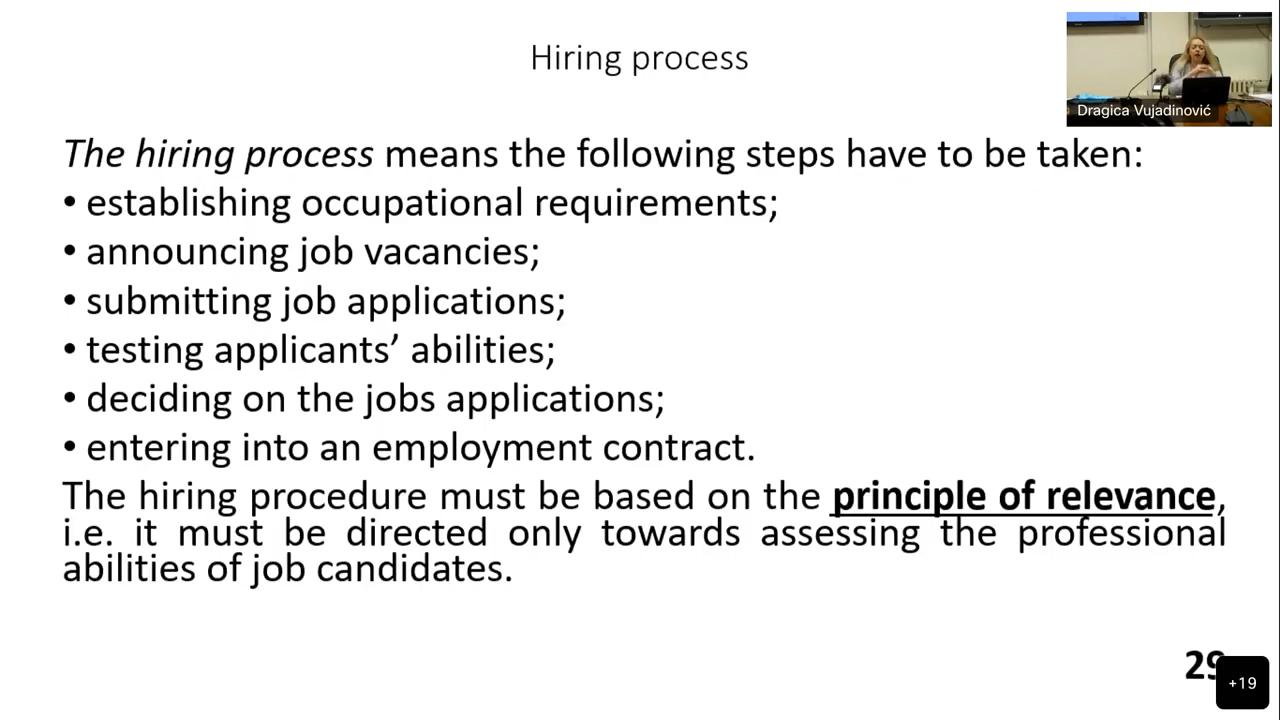 Hiring process
Dragica Vujadinović
The hiring process means the following steps have to be taken:
• establishing occupational requirements;
• announcing job vacancies;
• submitting job applications;
• testing applicants’ abilities;
• deciding on the jobs applications;
• entering into an employment contract.
The hiring procedure must be based on the principle of relevance,
i.e. it must be directed only towards assessing the professional
abilities of job candidates.
29
+19